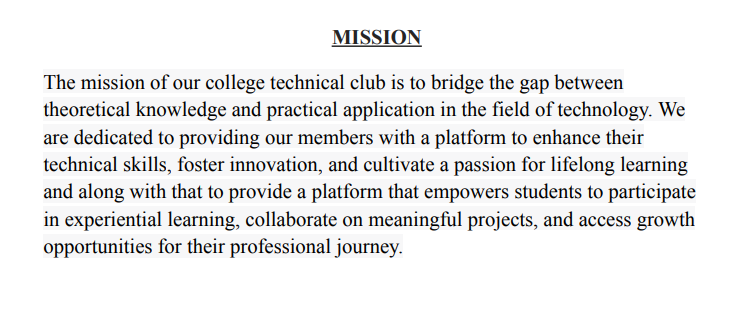 MISSION
The mission of our college technical club is to bridge the gap between
theoretical knowledge and practical application in the field of technology. We
are dedicated to providing our members with a platform to enhance their
technical skills, foster innovation, and cultivate a passion for lifelong learning
and along with that to provide a platform that empowers students to participate
in experiential learning, collaborate on meaningful projects, and access growth
opportunities for their professional journey.